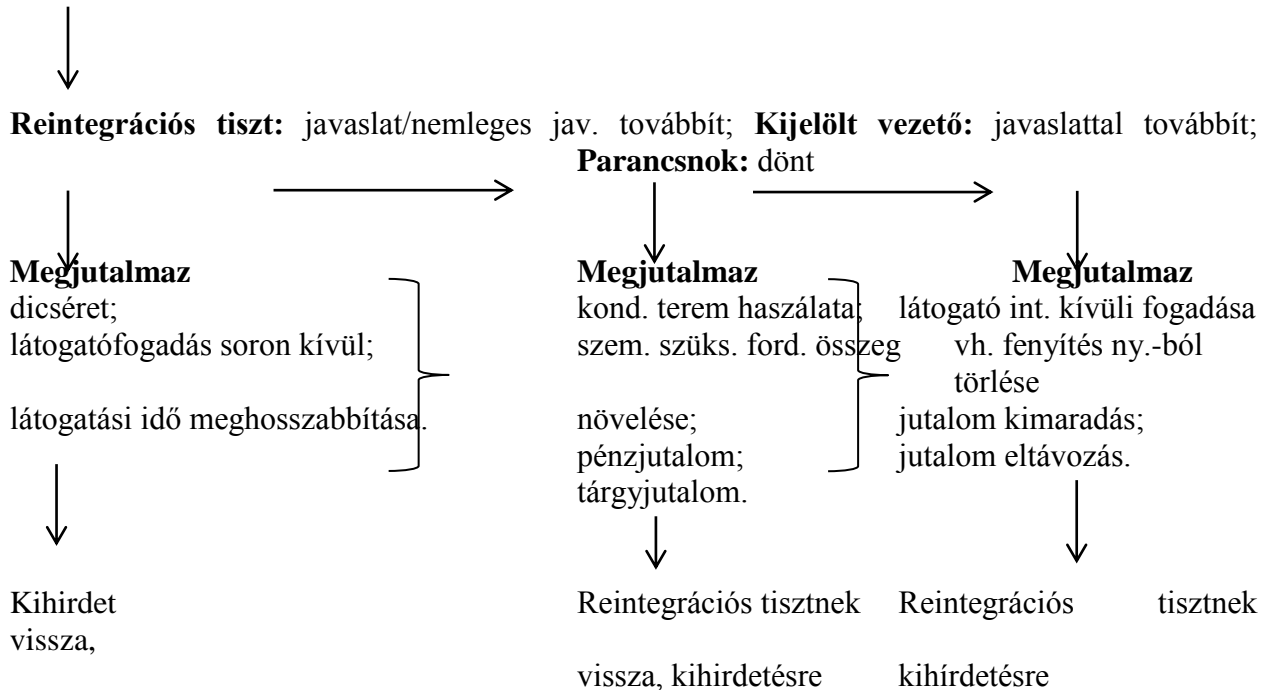 Reintegrációs tiszt: javaslat/nemleges jav. továbbít; Kijelölt vezető: javaslattal továbbít;
Parancsnok: dönt
Megjutalmaz Megjutalmaz Megjutalmaz
dicséret; kond. terem haszálata; látogató int. kívüli fogadása
látogatófogadás soron kívül; szem. szüks. ford. összeg vh. fenyítés ny.-ból
törlése
látogatási idő meghosszabbítása. növelése; jutalom kimaradás;
pénzjutalom; jutalom eltávozás.
tárgyjutalom.
Kihirdet Reintegrációs tisztnek Reintegrációs tisztnek
vissza,
vissza, kihirdetésre kihírdetésre